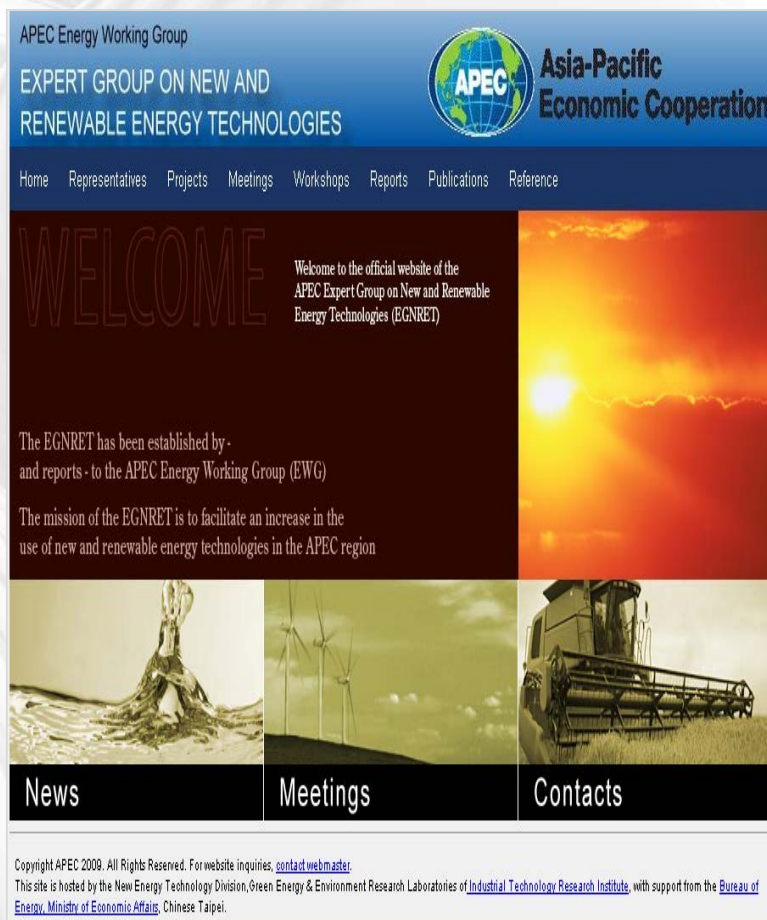 APEC Energy Working Group
EXPERT GROUP ON NEW AND
RENEWABLE ENERGY TECHNOLOGIES
APEC
Asia-Pacific
Economic Cooperation
Home Representatives Projects Meetings Workshops Reports Publications Reference
WELCOME
Welcome to the official website of the
APEC Expert Group on New and Renewable
Energy Technologies (EGNRET)
The EGNRET has been established by -
and reports - to the APEC Energy Working Group (EWG)
The mission of the EGNRET is to facilitate an increase in the
use of new and renewable energy technologies in the APEC region
News
Meetings
Contacts
Copyright APEC 2009. All Rights Reserved. For website inquiries, contact webmaster.
This site is hosted by the New Energy Technology Division,Green Energy & Environment Research Laboratories of Industrial Technology Research Institute, with support from the Bureau of
Energy, Ministry of Economic Affairs, Chinese Taipei.